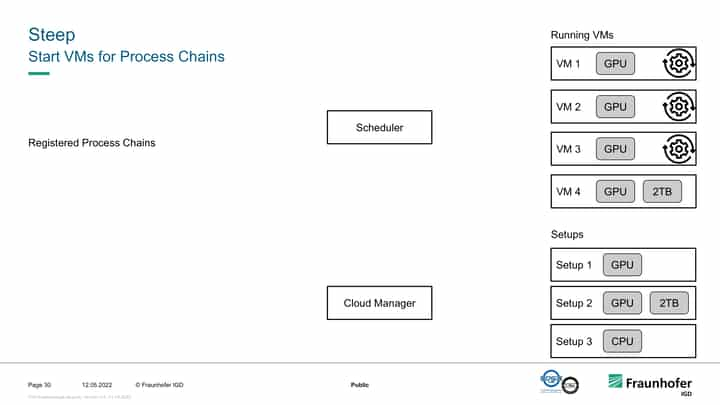 Steep
Start VMs for Process Chains
Registered Process Chains
Scheduler
Cloud Manager
Running VMs
VM 1 GPU
VM 2 GPU
VM 3 GPU
VM 4 GPU 2TB
Setups
Setup 1 GPU
Setup 2 GPU 2TB
Setup 3 CPU
Page 30 12.05.2022 © Fraunhofer IGD Public
Fraunhofer
IGD